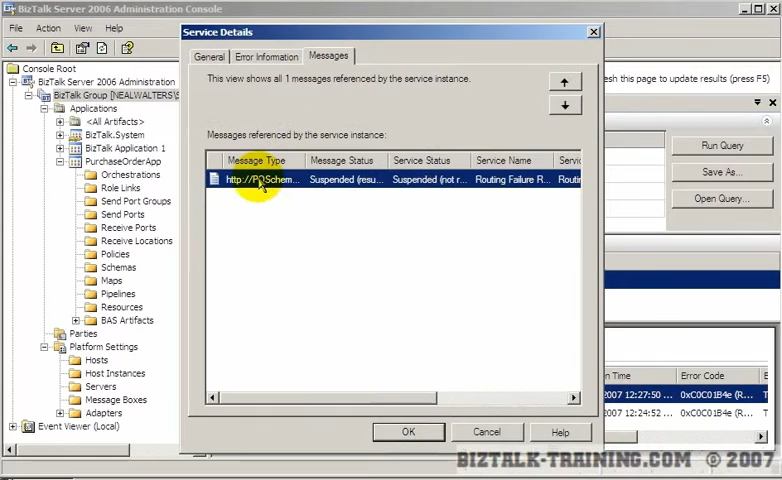 BizTalk Server 2006 Administration Console
File Action View Help
Console Root
BizTalk Server 2006 Administration
BizTalk Group [NEALWALTERS\S
Applications
<All Artifacts>
BizTalk.System
BizTalk Application 1
PurchaseOrderApp
Orchestrations
Role Links
Send Port Groups
Send Ports
Receive Ports
Receive Locations
Policies
Schemas
Maps
Pipelines
Resources
BAS Artifacts
Parties
Platform Settings
Hosts
Host Instances
Servers
Message Boxes
Adapters
Event Viewer (Local)
Service Details
General Error Information Messages
This view shows all 1 messages referenced by the service instance.
Messages referenced by the service instance:
Message Type Message Status Service Status Service Name Servic
http://POSchem... Suspended (resu... Suspended (not r... Routing Failure R... Routin
OK Cancel Help
esh this page to update results (press F5)
Run Query
Save As...
Open Query...
n Time Error Code A
2007 12:27:50 ... 0xC0C01B4e (R... T
2007 12:24:52 ... 0xC0C01B4e (R... T
BIZTALK-TRAINING.COM © 2007